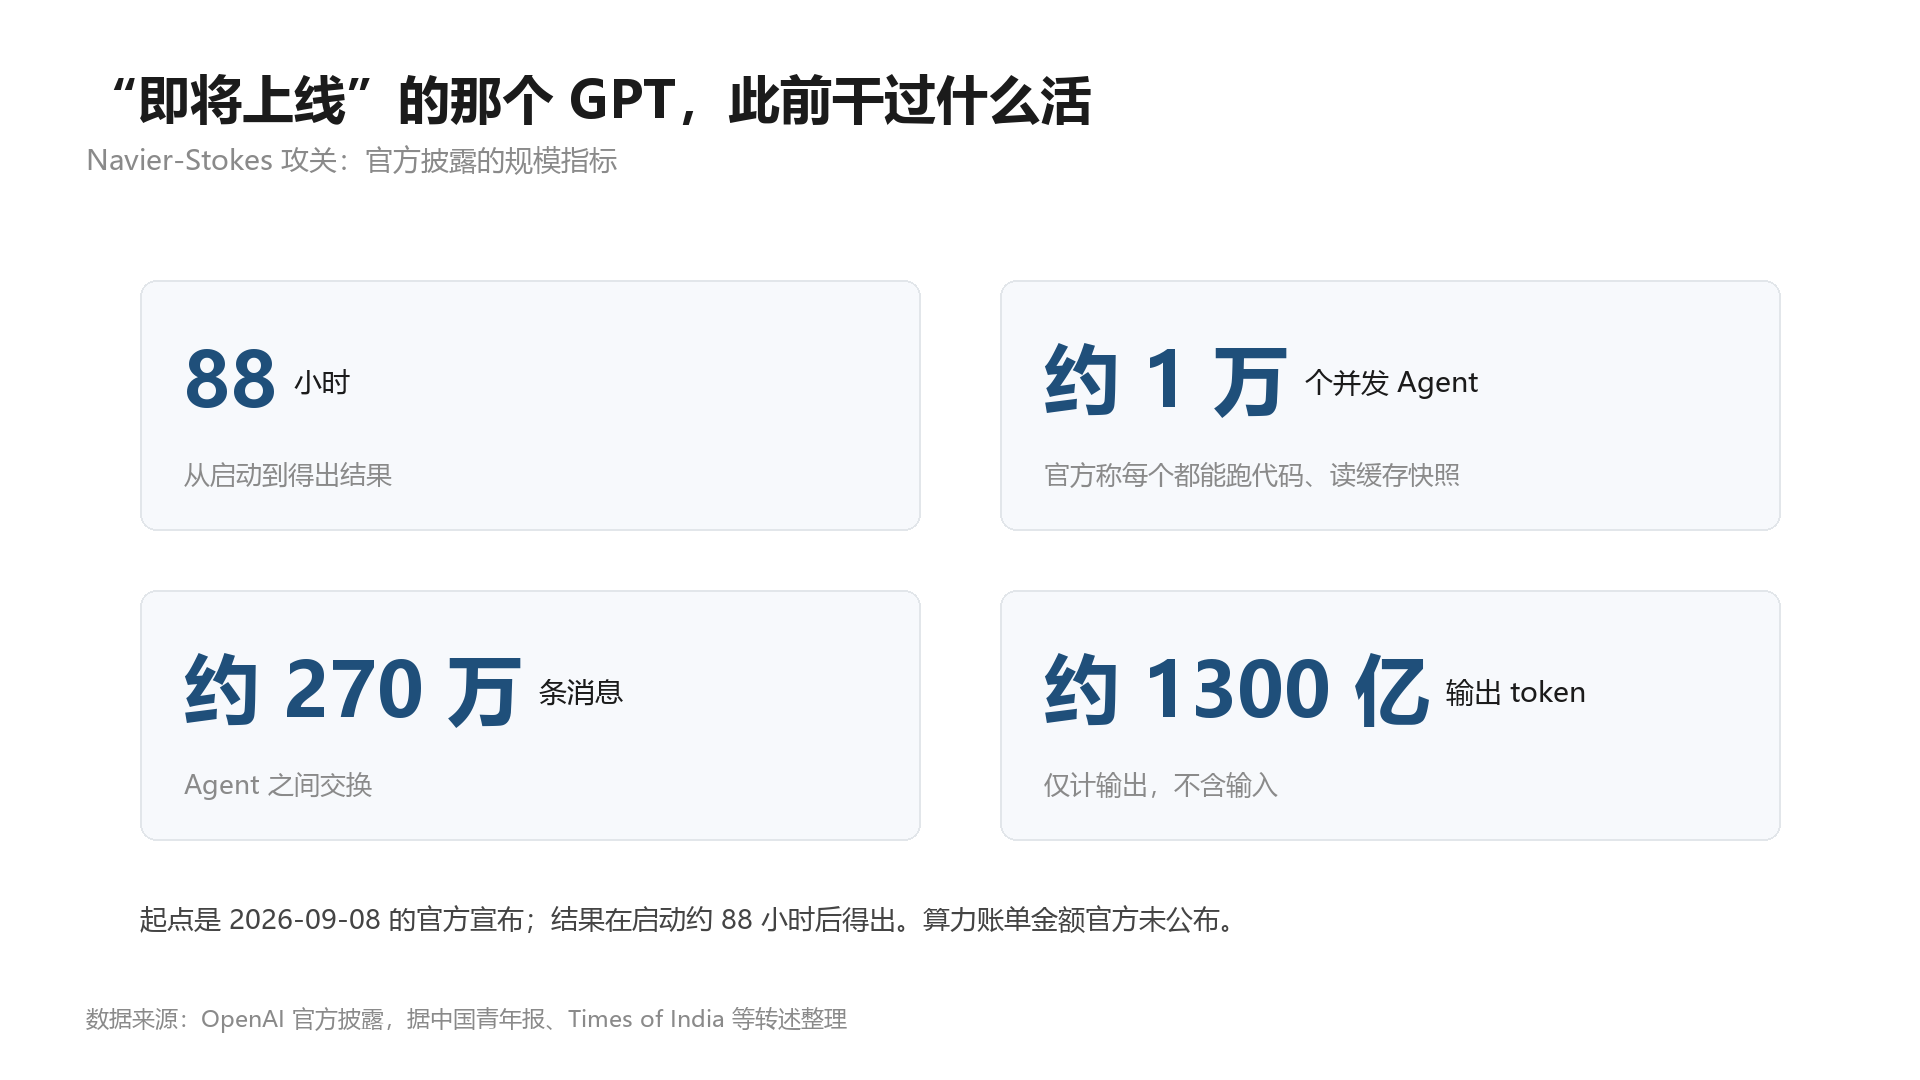 “即将上线”的那个 GPT，此前干过什么活
Navier-Stokes 攻关：官方披露的规模指标
88 小时
从启动到得出结果
约 1 万 个并发 Agent
官方称每个都能跑代码、读缓存快照
约 270 万 条消息
Agent 之间交换
约 1300 亿 输出 token
仅计输出，不含输入
起点是 2026-09-08 的官方宣布；结果在启动约 88 小时后得出。算力账单金额官方未公布。
数据来源：OpenAI 官方披露，据中国青年报、Times of India 等转述整理